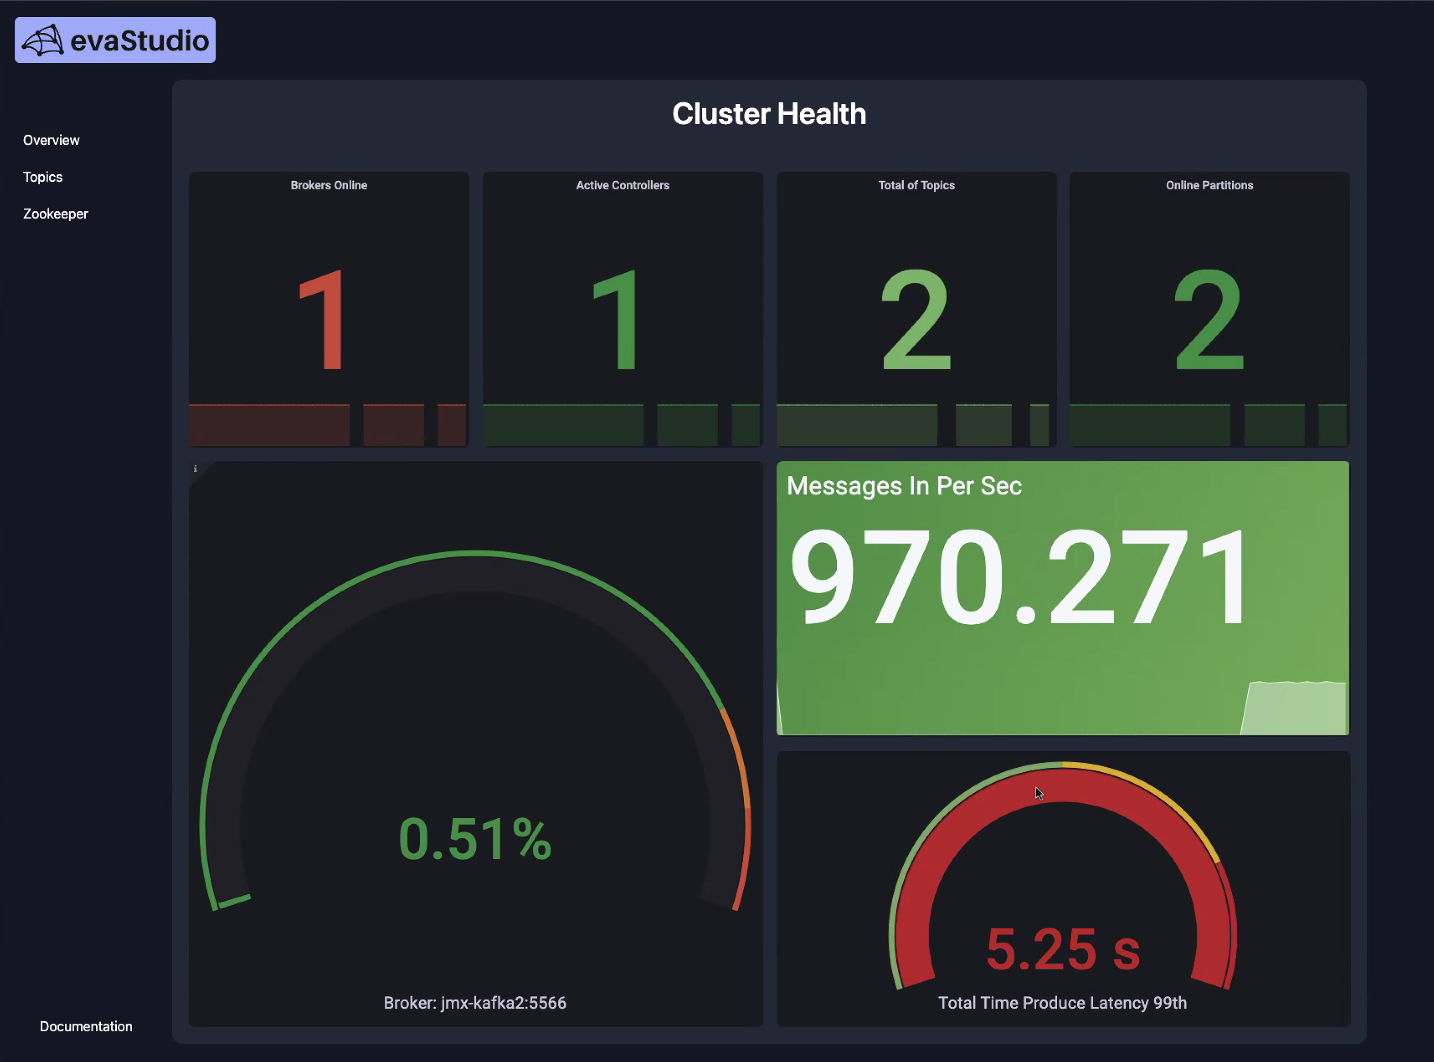 evaStudio
Cluster Health
Overview
Topics
Zookeeper
Brokers Online
1
Active Controllers
1
Total of Topics
2
Online Partitions
2
i
0.51%
Broker: jmx-kafka2:5566
Messages In Per Sec
970.271
5.25 s
Total Time Produce Latency 99th
Documentation